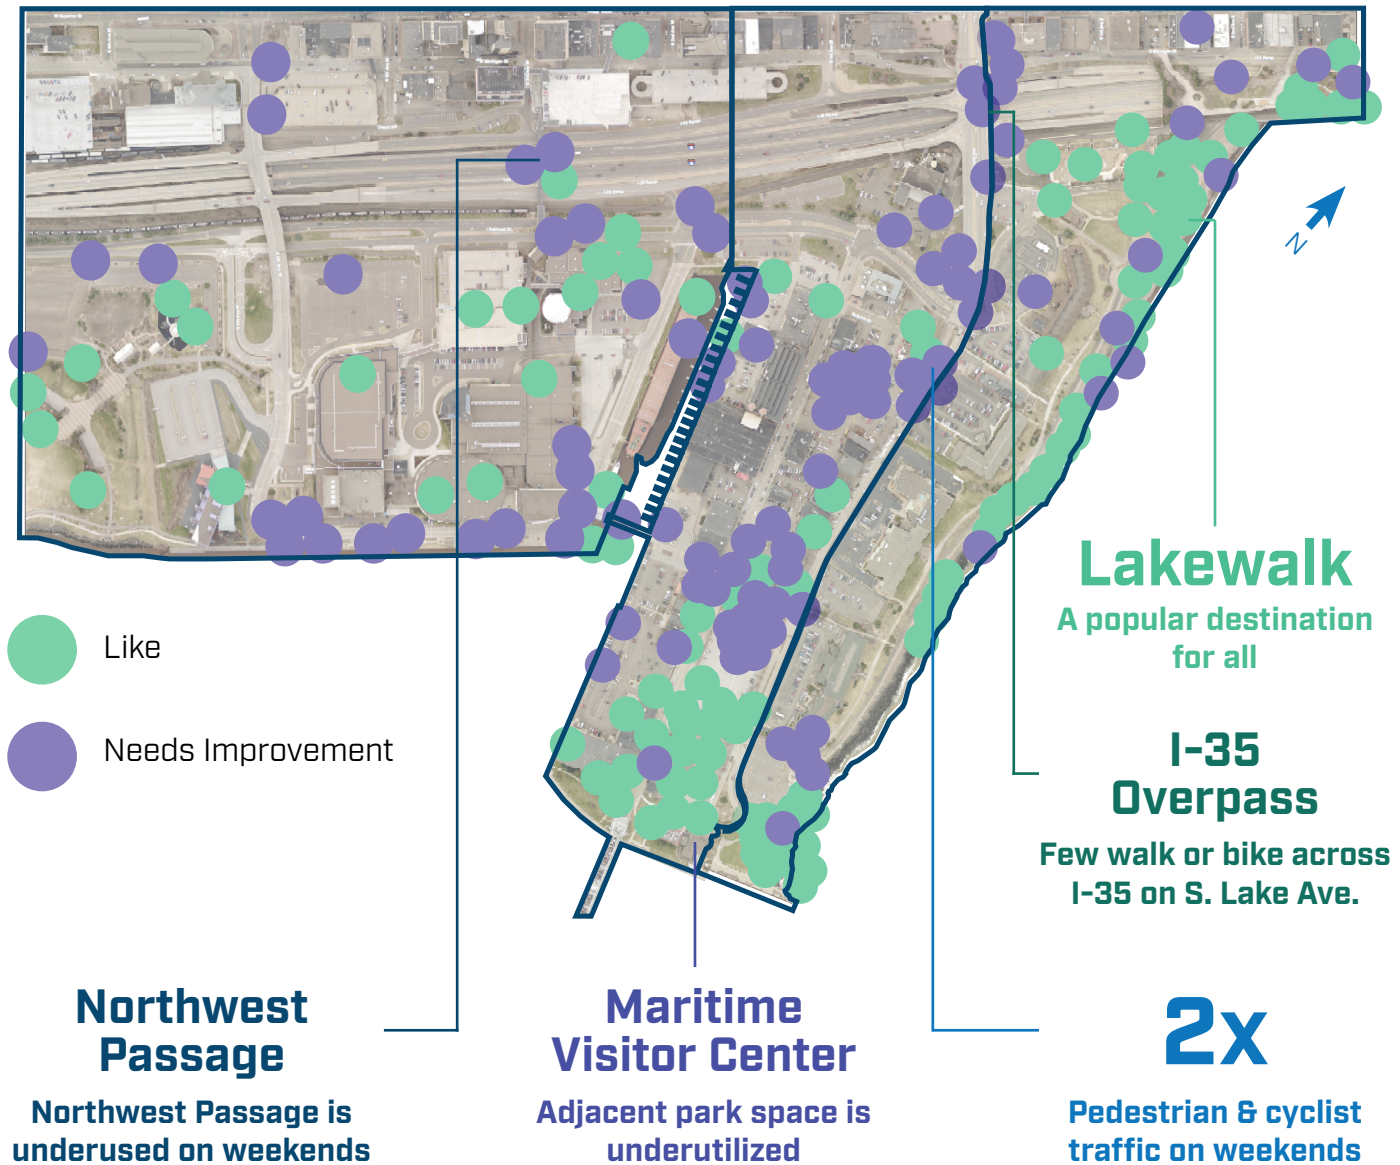 N
Like
Needs Improvement
Lakewalk
A popular destination
for all
I-35
Overpass
Few walk or bike across
I-35 on S. Lake Ave.
Northwest
Passage
Northwest Passage is
underused on weekends
Maritime
Visitor Center
Adjacent park space is
underutilized
2x
Pedestrian & cyclist
traffic on weekends